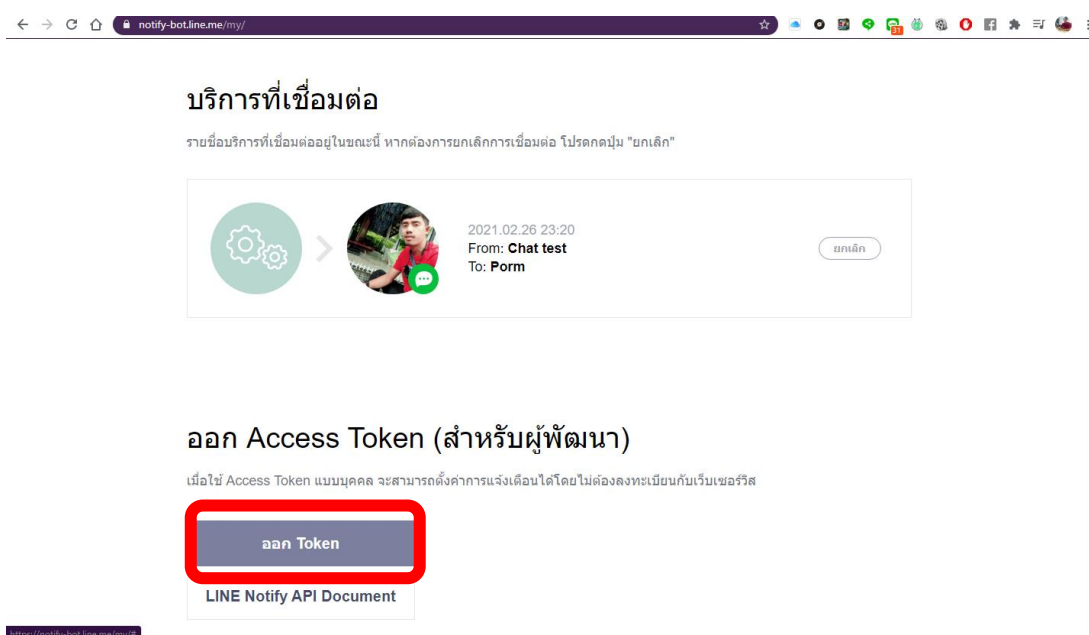 notify-bot.line.me/my/
31
บริการที่เชื่อมต่อ
รายชื่อบริการที่เชื่อมต่ออยู่ในขณะนี้ หากต้องการยกเลิกการเชื่อมต่อ โปรดกดปุ่ม "ยกเลิก"
2021.02.26 23:20
From: Chat test
To: Porm
ยกเลิก
ออก Access Token (สำหรับผู้พัฒนา)
เมื่อใช้ Access Token แบบบุคคล จะสามารถตั้งค่าการแจ้งเตือนได้โดยไม่ต้องลงทะเบียนกับเว็บเซอร์วิส
ออก Token
LINE Notify API Document
https://notify-bot.line.me/my/#